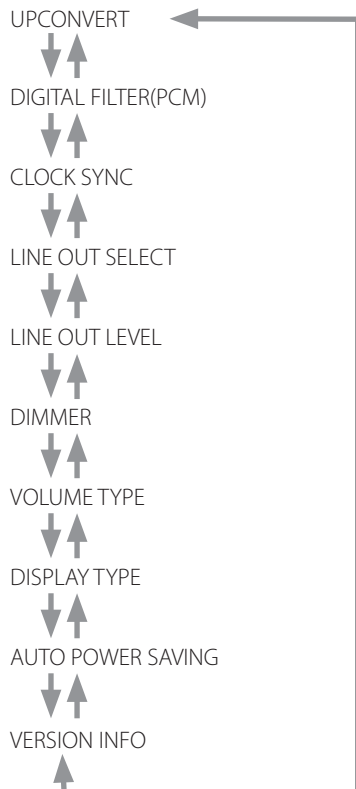 UPCONVERT
DIGITAL FILTER(PCM)
CLOCK SYNC
LINE OUT SELECT
LINE OUT LEVEL
DIMMER
VOLUME TYPE
DISPLAY TYPE
AUTO POWER SAVING
VERSION INFO